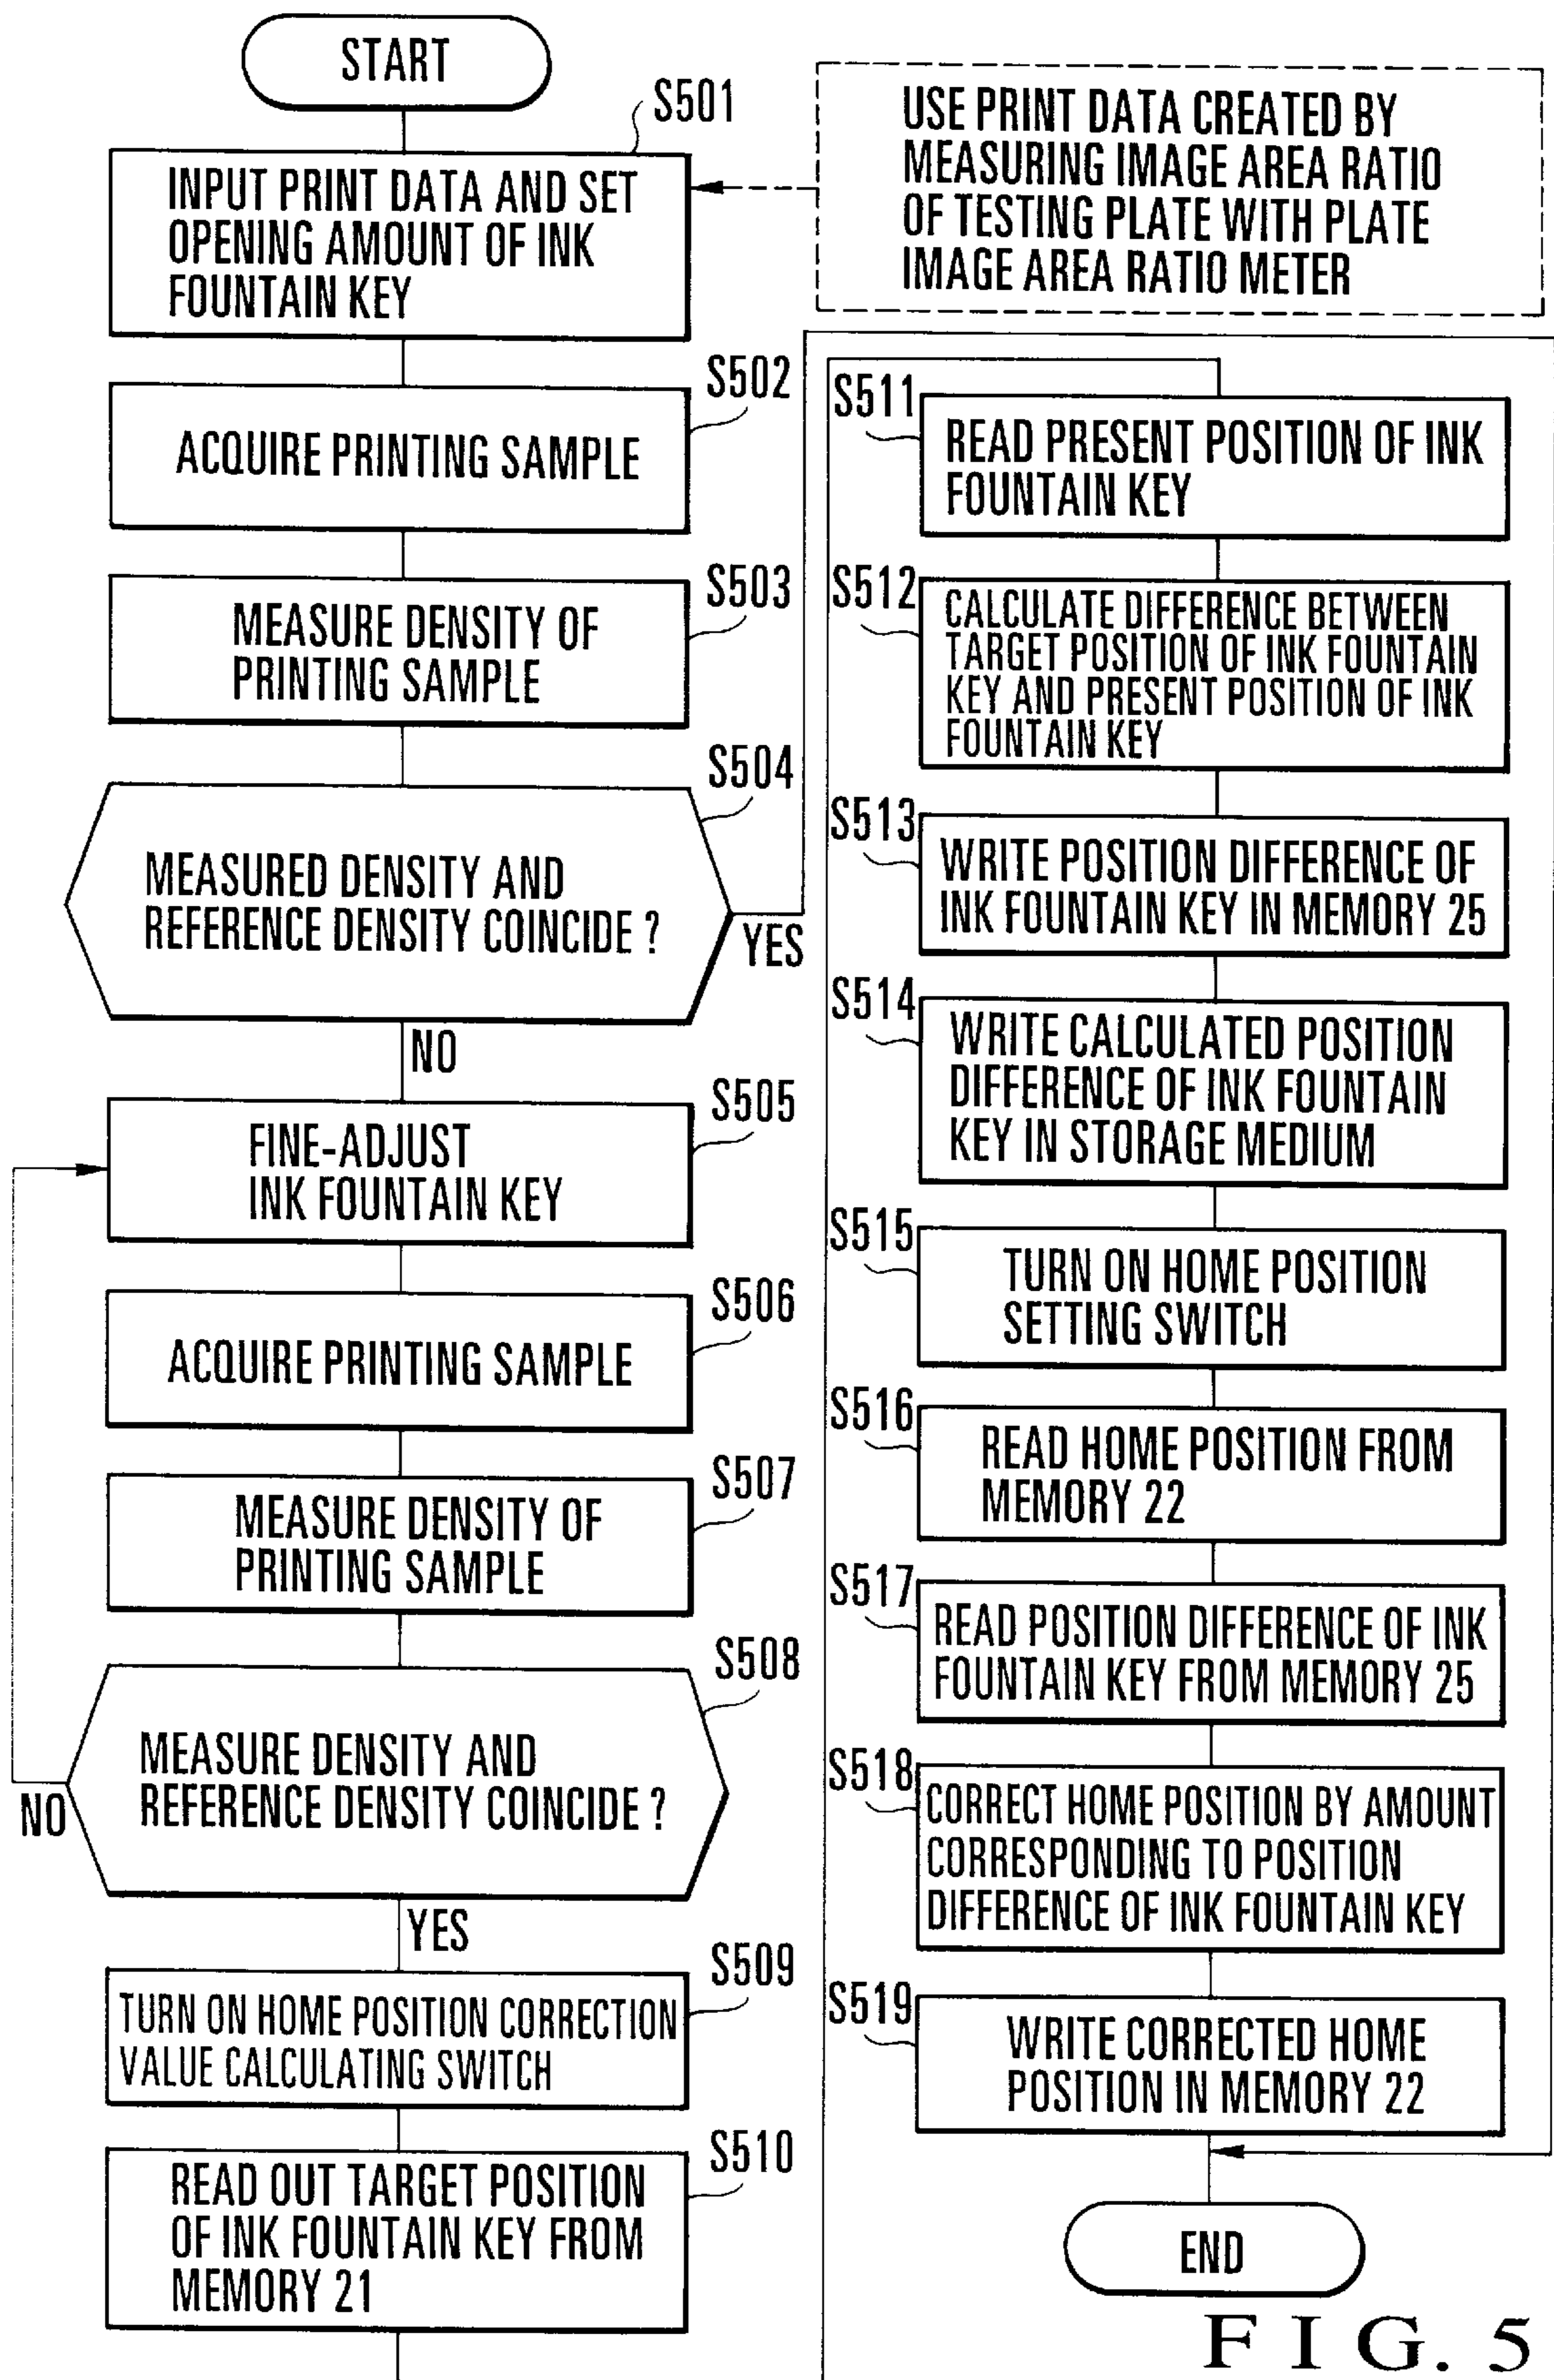 START
S501
INPUT PRINT DATA AND SET
OPENING AMOUNT OF INK
FOUNTAIN KEY
USE PRINT DATA CREATED BY
MEASURING IMAGE AREA RATIO
OF TESTING PLATE WITH PLATE
IMAGE AREA RATIO METER
S502
ACQUIRE PRINTING SAMPLE
S503
MEASURE DENSITY OF
PRINTING SAMPLE
S504
MEASURED DENSITY AND
REFERENCE DENSITY COINCIDE ?
YES
NO
S505
FINE-ADJUST
INK FOUNTAIN KEY
S506
ACQUIRE PRINTING SAMPLE
S507
MEASURE DENSITY OF
PRINTING SAMPLE
S508
MEASURE DENSITY AND
REFERENCE DENSITY COINCIDE ?
NO
YES
S509
TURN ON HOME POSITION CORRECTION
VALUE CALCULATING SWITCH
S510
READ OUT TARGET POSITION
OF INK FOUNTAIN KEY FROM
MEMORY 21
S511
READ PRESENT POSITION OF INK
FOUNTAIN KEY
S512
CALCULATE DIFFERENCE BETWEEN
TARGET POSITION OF INK FOUNTAIN
KEY AND PRESENT POSITION OF INK
FOUNTAIN KEY
S513
WRITE POSITION DIFFERENCE OF
INK FOUNTAIN KEY IN MEMORY 25
S514
WRITE CALCULATED POSITION
DIFFERENCE OF INK FOUNTAIN
KEY IN STORAGE MEDIUM
S515
TURN ON HOME POSITION
SETTING SWITCH
S516
READ HOME POSITION FROM
MEMORY 22
S517
READ POSITION DIFFERENCE OF INK
FOUNTAIN KEY FROM MEMORY 25
S518
CORRECT HOME POSITION BY AMOUNT
CORRESPONDING TO POSITION
DIFFERENCE OF INK FOUNTAIN KEY
S519
WRITE CORRECTED HOME
POSITION IN MEMORY 22
END
FIG. 5